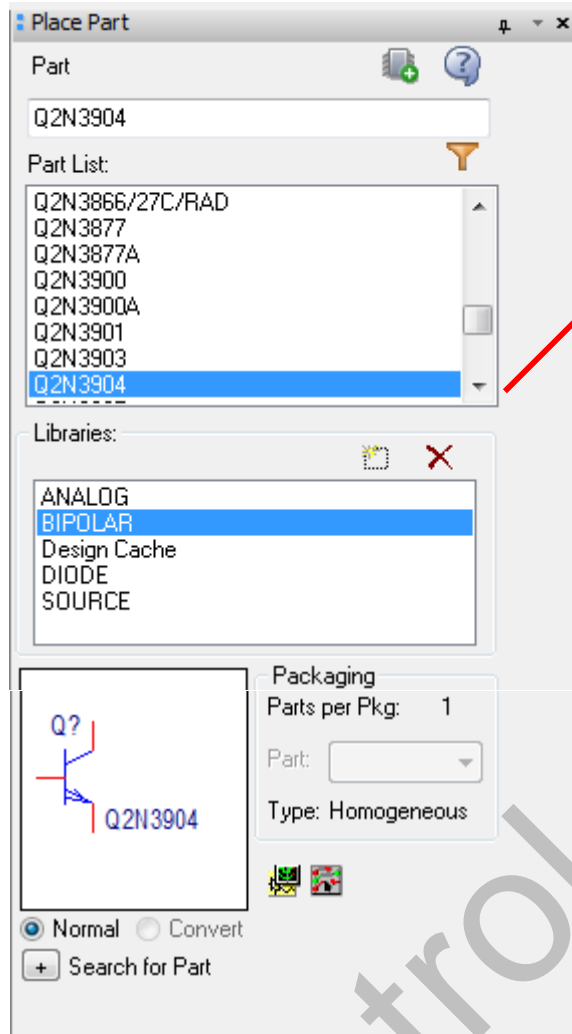 Place Part
Part
Q2N3904
Part List:
Q2N3866/27C/RAD
Q2N3877
Q2N3877A
Q2N3900
Q2N3900A
Q2N3901
Q2N3903
Q2N3904
Libraries:
ANALOG
BIPOLAR
Design Cache
DIODE
SOURCE
Packaging
Parts per Pkg: 1
Part:
Type: Homogeneous
Q?
Q2N3904
Normal Convert
+ Search for Part
trol